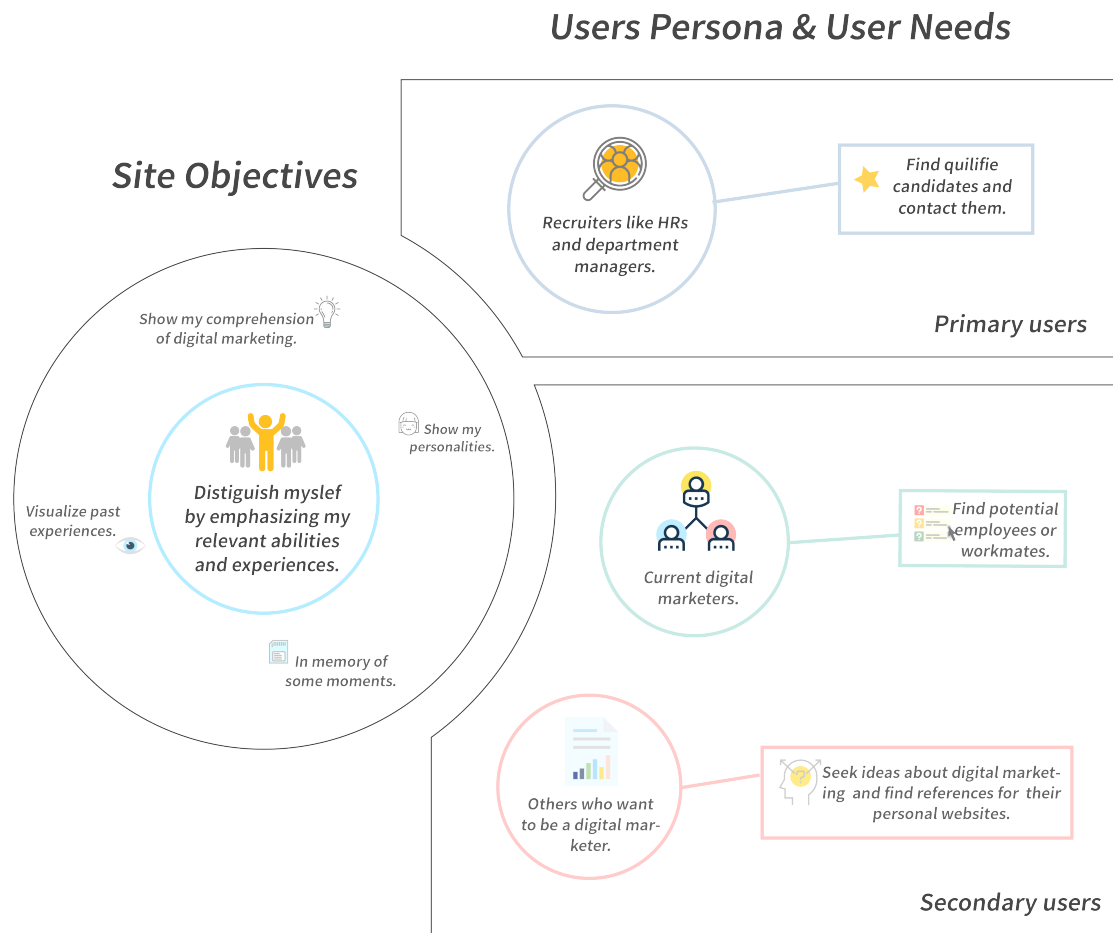 Users Persona & User Needs
Site Objectives
Show my comprehension
of digital marketing.
Show my
personalities.
Distiguish myslef
by emphasizing my
relevant abilities
and experiences.
Visualize past
experiences.
In memory of
some moments.
Recruiters like HRs
and department
managers.
Find quilifie
candidates and
contact them.
Primary users
Current digital
marketers.
Find potential
employees or
workmates.
Others who want
to be a digital mar-
keter.
Seek ideas about digital market-
ing and find references for their
personal websites.
Secondary users